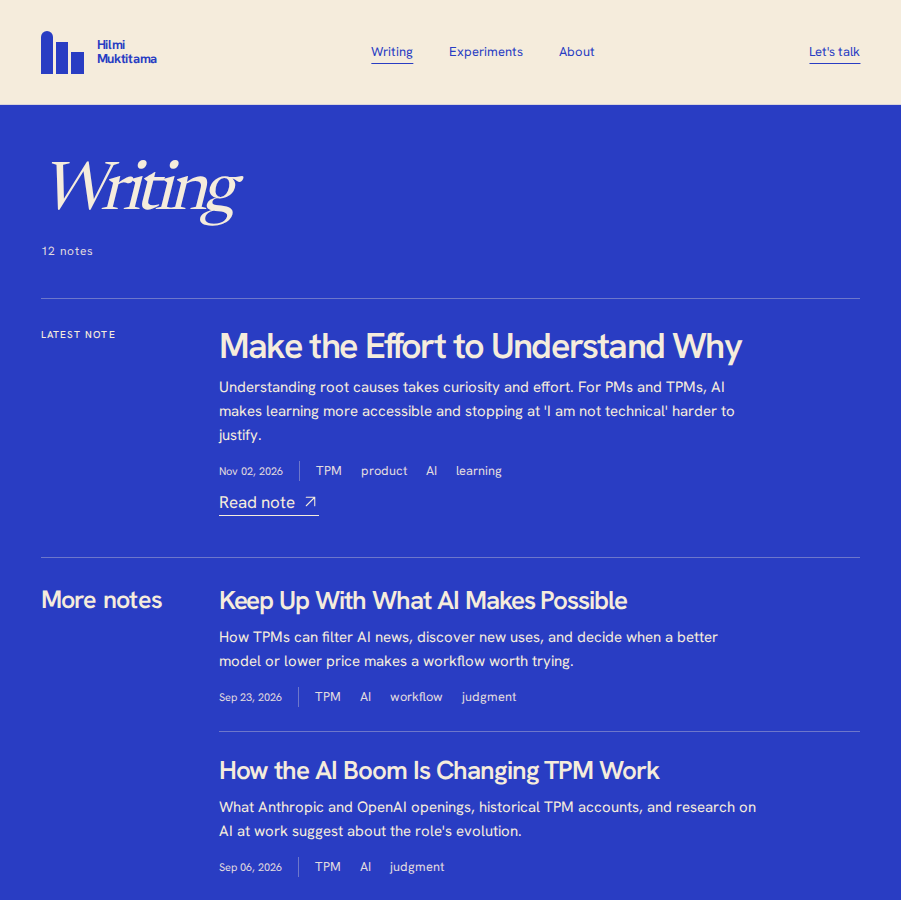 Hilmi
Muktitama
Writing
Experiments
About
Let's talk
Writing
12 notes
LATEST NOTE
Make the Effort to Understand Why
Understanding root causes takes curiosity and effort. For PMs and TPMs, AI
makes learning more accessible and stopping at 'I am not technical' harder to
justify.
Nov 02, 2026
TPM product AI learning
Read note
More notes
Keep Up With What AI Makes Possible
How TPMs can filter AI news, discover new uses, and decide when a better
model or lower price makes a workflow worth trying.
Sep 23, 2026
TPM AI workflow judgment
How the AI Boom Is Changing TPM Work
What Anthropic and OpenAI openings, historical TPM accounts, and research on
AI at work suggest about the role's evolution.
Sep 06, 2026
TPM AI judgment